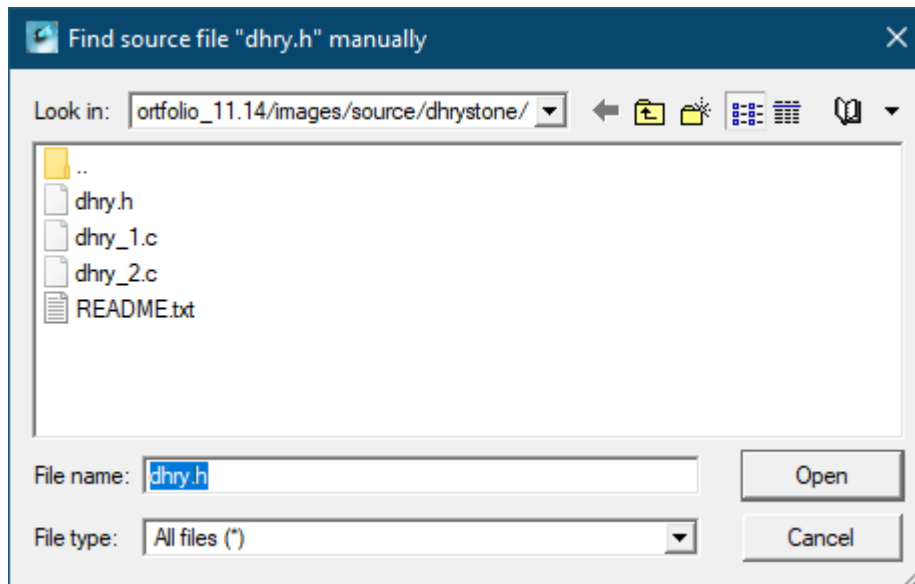 Find source file "dhry.h" manually
Look in: ortfolio_11.14/images/source/dhrystone/
..
dhry.h
dhry_1.c
dhry_2.c
README.txt
File name: dhry.h Open
File type: All files (*) Cancel